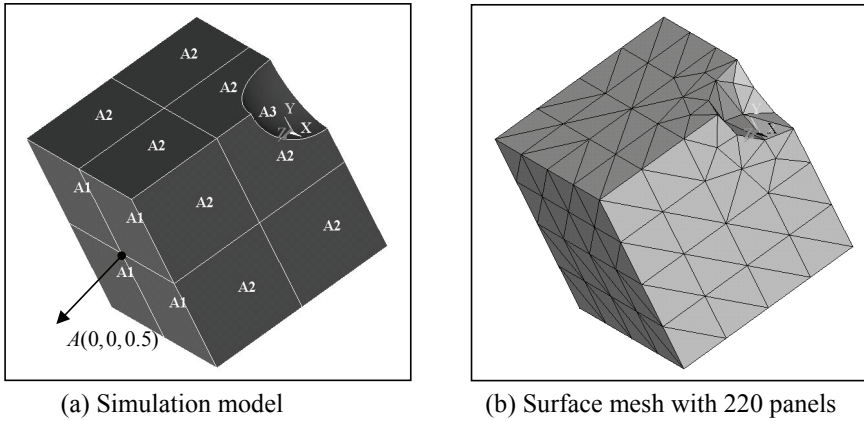 A2
A2
A2
A3
Y
Z
X
A2
A2
A1
A1
A2
A2
A1
A2
A1
A(0,0,0.5)
(a) Simulation model
(b) Surface mesh with 220 panels